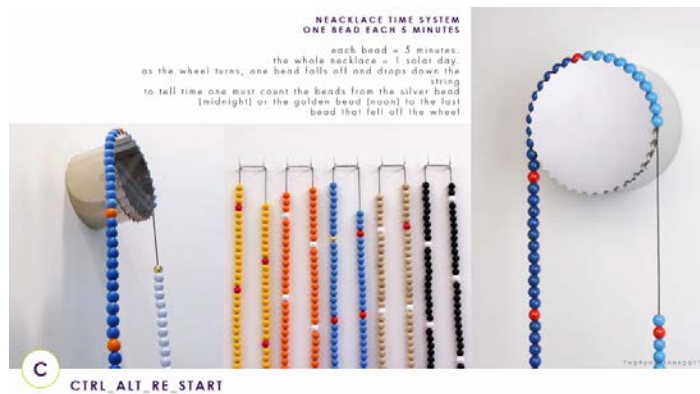 NEACKLACE TIME SYSTEM
ONE BEAD EACH 5 MINUTES
each bead = 5 minutes.
the whole necklace = 1 solar day.
as the wheel turns, one bead falls off and drops down the
string
to tell time one must count the beads from the silver bead
(midnight) or the golden bead (noon) to the last
bead that fell off the wheel
C
CTRL_ALT_RE_START